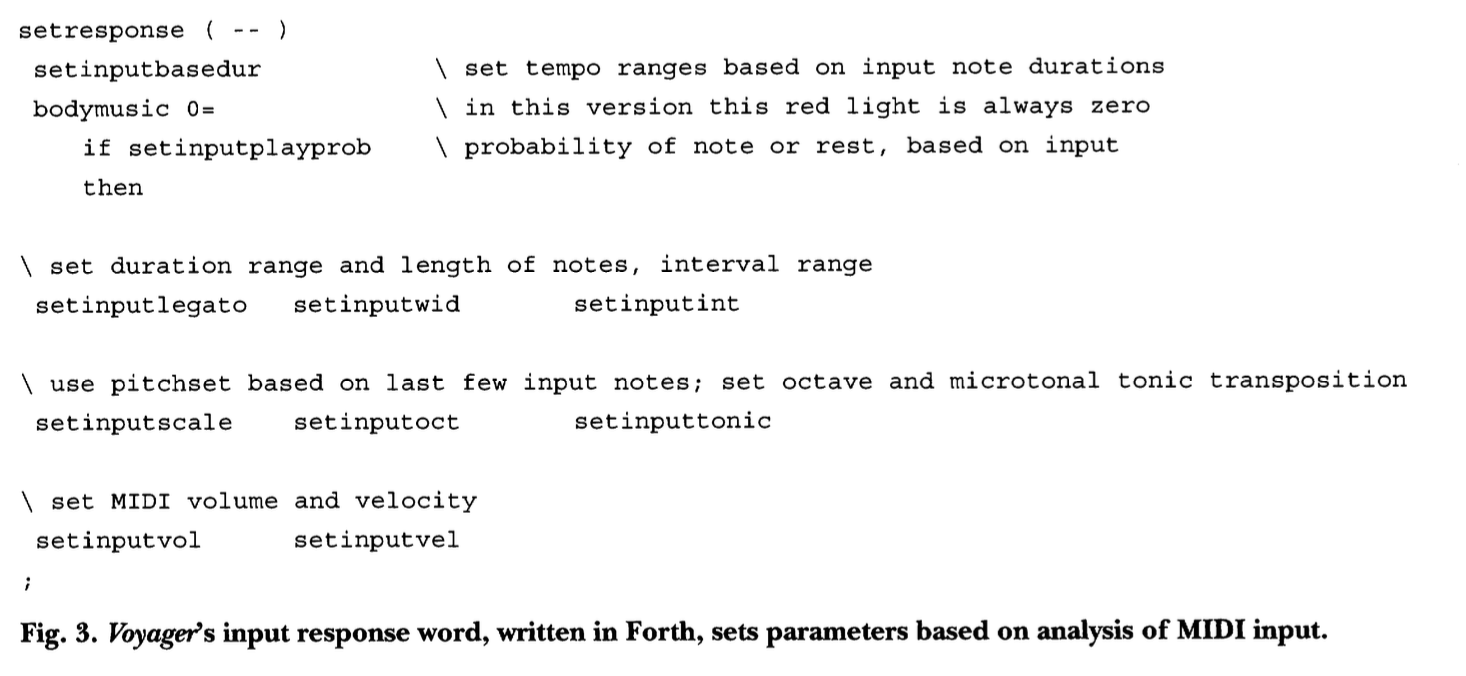 setresponse ( -- )
setinputbasedur \ set tempo ranges based on input note durations
bodymusic 0= \ in this version this red light is always zero
if setinputplayprob \ probability of note or rest, based on input
then
\ set duration range and length of notes, interval range
setinputlegato setinputwid setinputint
\ use pitchset based on last few input notes; set octave and microtonal tonic transposition
setinputscale setinputoct setinputtonic
\ set MIDI volume and velocity
setinputvol setinputvel
;
Fig. 3. Voyager's input response word, written in Forth, sets parameters based on analysis of MIDI input.